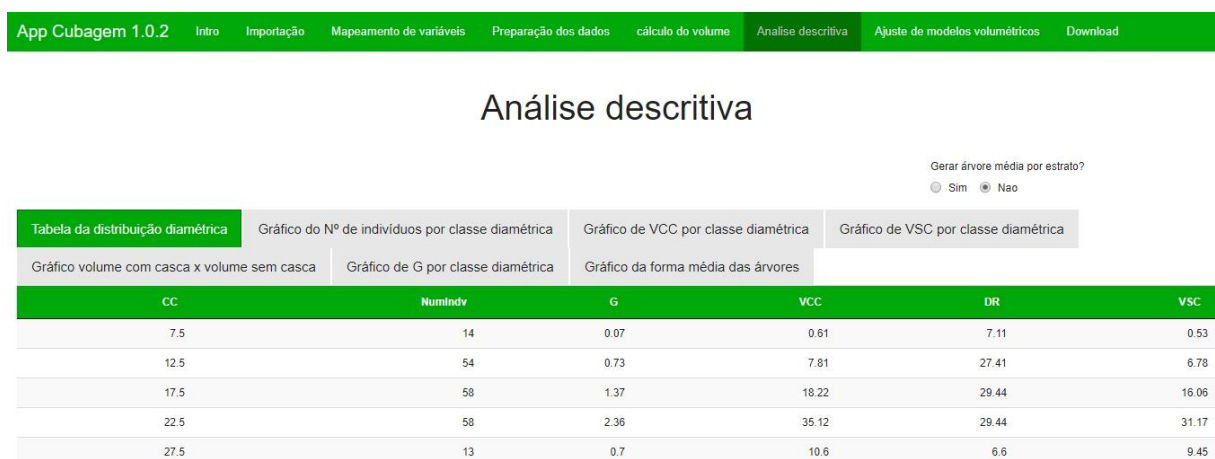 App Cubagem 1.0.2 Intro Importação Mapeamento de variáveis Preparação dos dados cálculo do volume Analise descritiva Ajuste de modelos volumétricos Download
Análise descritiva
Gerar árvore média por estrato?
Sim Nao
Tabela da distribuição diamétrica Gráfico do Nº de indivíduos por classe diamétrica Gráfico de VCC por classe diamétrica Gráfico de VSC por classe diamétrica
Gráfico volume com casca x volume sem casca Gráfico de G por classe diamétrica Gráfico da forma média das árvores
CC NumIndv G VCC DR VSC
7.5 14 0.07 0.61 7.11 0.53
12.5 54 0.73 7.81 27.41 6.78
17.5 58 1.37 18.22 29.44 16.06
22.5 58 2.36 35.12 29.44 31.17
27.5 13 0.7 10.6 6.6 9.45